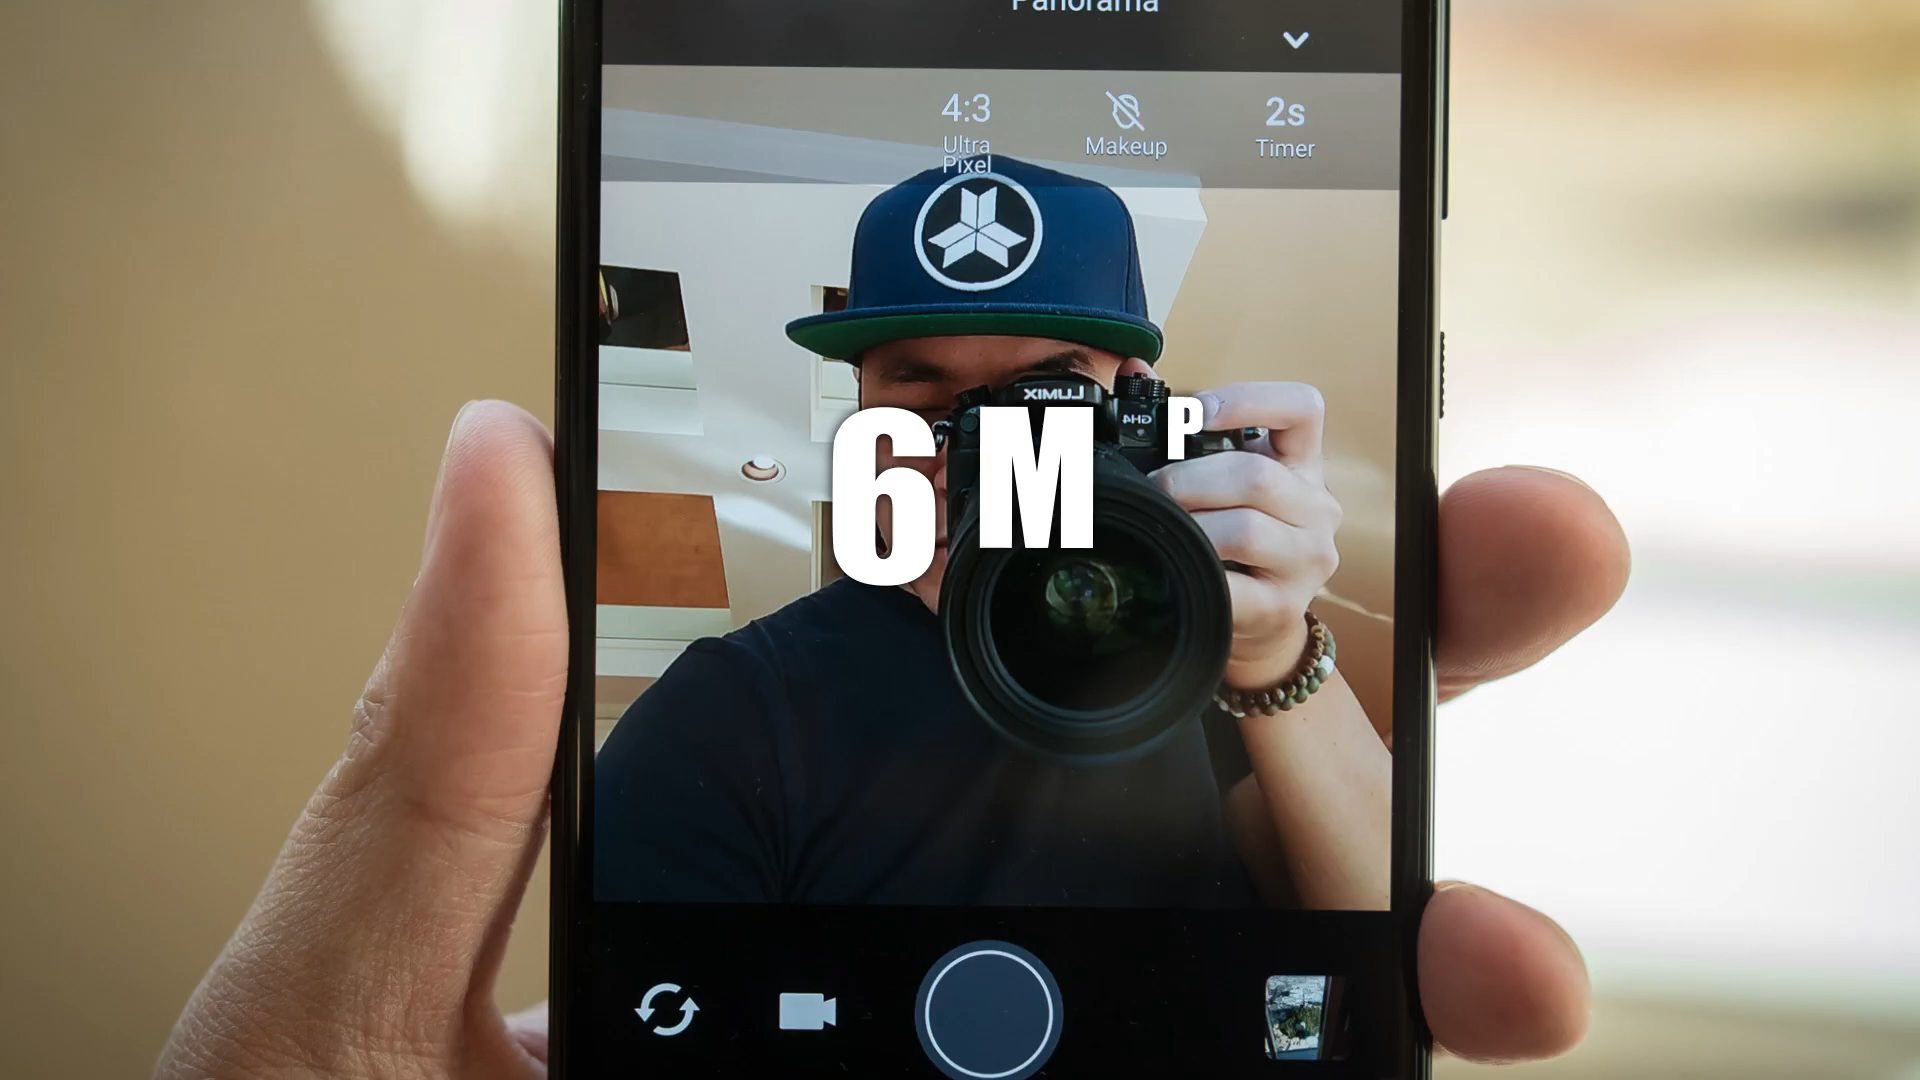 Panorama
4:3
Ultra
Pixel
Makeup
2s
Timer
LUMIX
GH4
6 M P